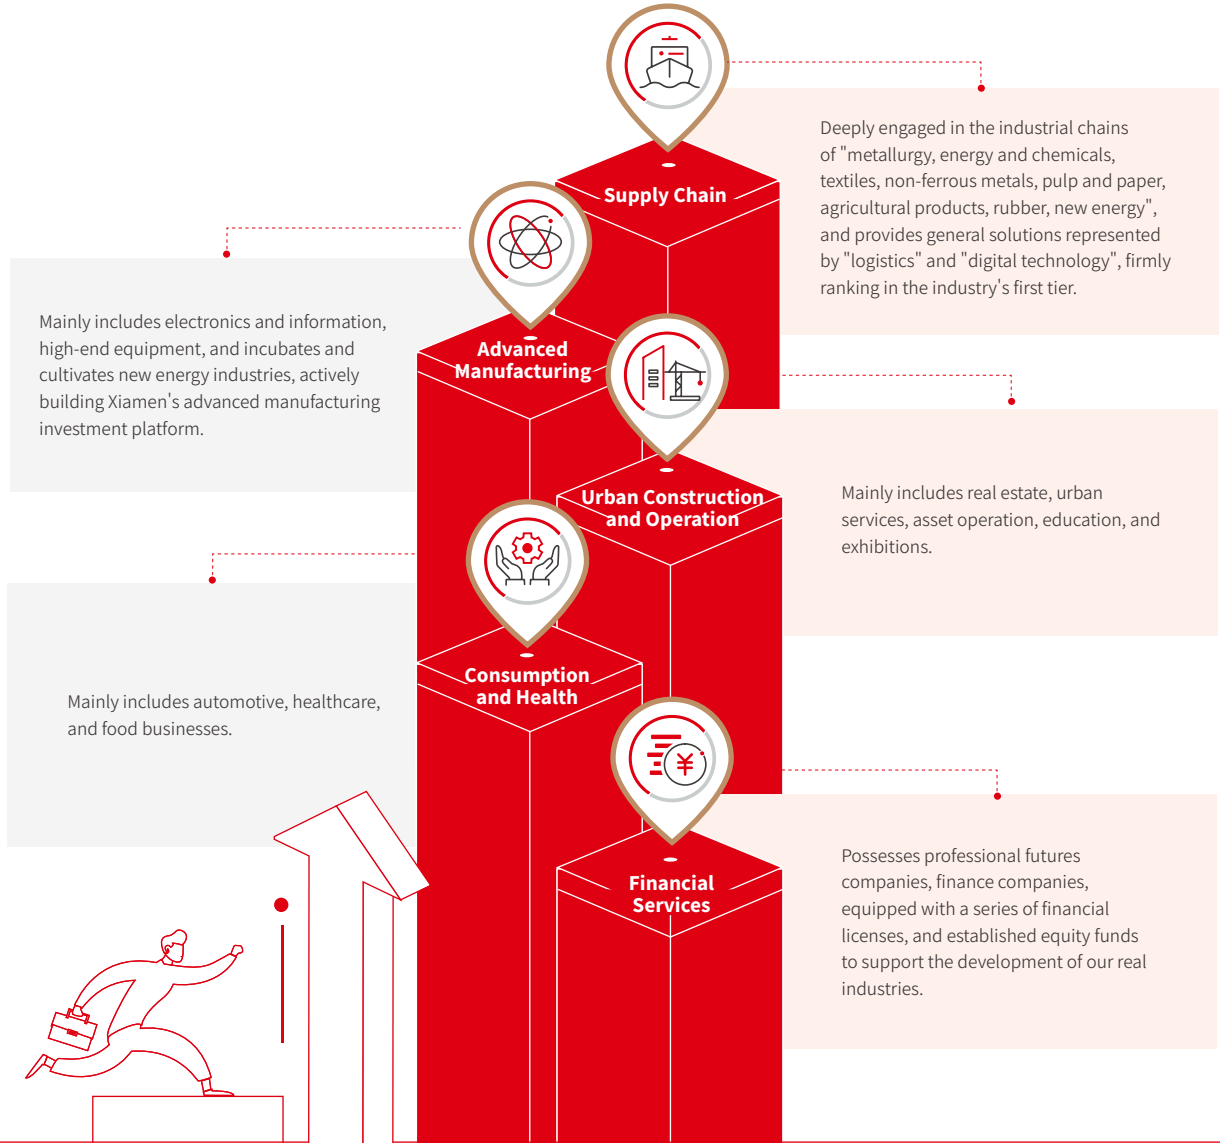 Supply Chain
Deeply engaged in the industrial chains
of "metallurgy, energy and chemicals,
textiles, non-ferrous metals, pulp and paper,
agricultural products, rubber, new energy",
and provides general solutions represented
by "logistics" and "digital technology", firmly
ranking in the industry's first tier.
Advanced
Manufacturing
Mainly includes electronics and information,
high-end equipment, and incubates and
cultivates new energy industries, actively
building Xiamen's advanced manufacturing
investment platform.
Urban Construction
and Operation
Mainly includes real estate, urban
services, asset operation, education, and
exhibitions.
Consumption
and Health
Mainly includes automotive, healthcare,
and food businesses.
¥
Financial
Services
Possesses professional futures
companies, finance companies,
equipped with a series of financial
licenses, and established equity funds
to support the development of our real
industries.